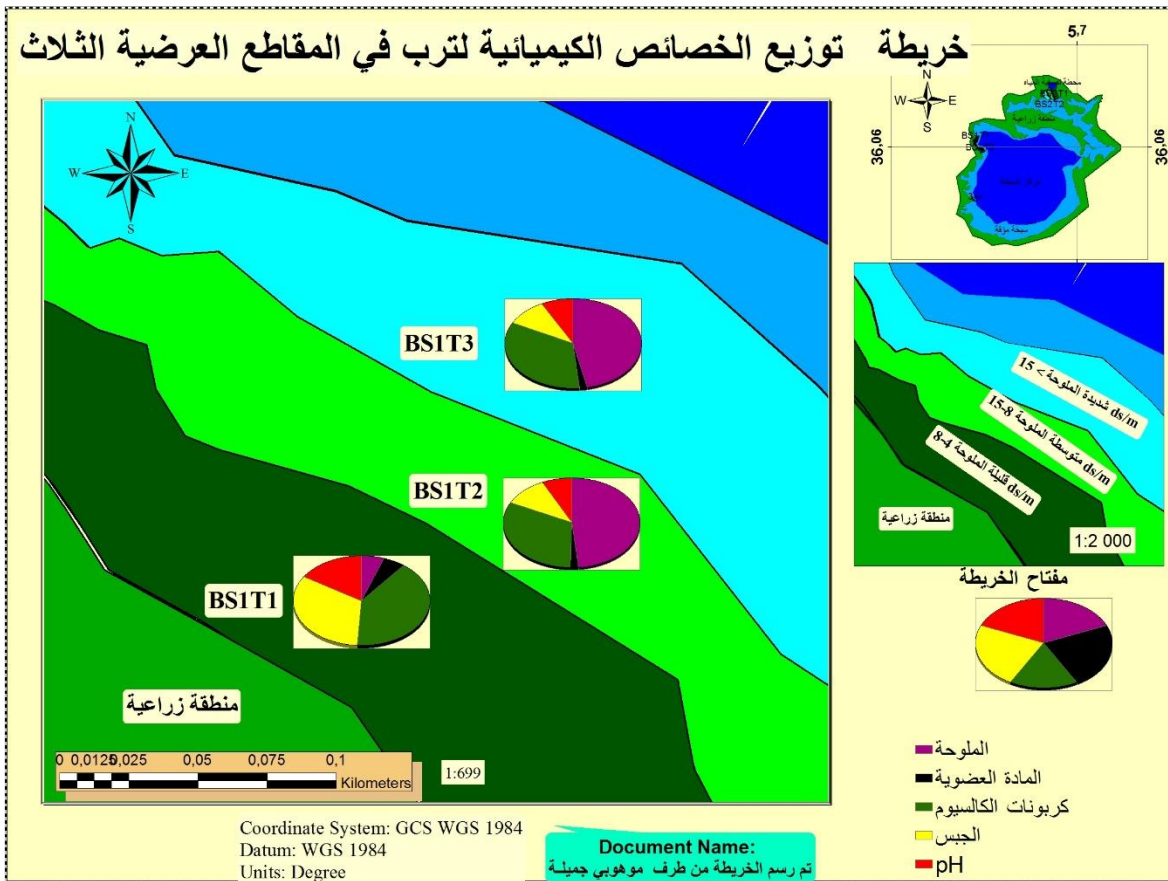 خريطة توزيع الخصائص الكيميائية لترب في المقاطع العرضية الثلاث
5,7
36,06
36,06
N
W
E
S
BS2T2
منطقة زراعية
سبخة مؤقتة
N
W
E
S
BS1T3
BS1T2
BS1T1
منطقة زراعية
0 0,0125 0,025 0,05 0,075 0,1
Kilometers
1:699
شديدة الملوحة > 15 ds/m
متوسطة الملوحة 8-15 ds/m
قليلة الملوحة 4-8 ds/m
منطقة زراعية
1:2 000
مفتاح الخريطة
الملوحة
المادة العضوية
كربونات الكالسيوم
الجبس
pH
Coordinate System: GCS WGS 1984
Datum: WGS 1984
Units: Degree
Document Name:
تم رسم الخريطة من طرف موهوبي جميلة